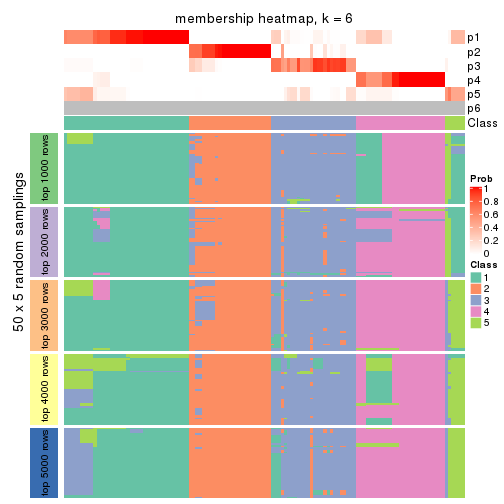 membership heatmap, k = 6
p1
p2
p3
p4
p5
p6
Class
50 x 5 random samplings
top 1000 rows
top 2000 rows
top 3000 rows
top 4000 rows
top 5000 rows
Prob
1
0.8
0.6
0.4
0.2
0
Class
1
2
3
4
5